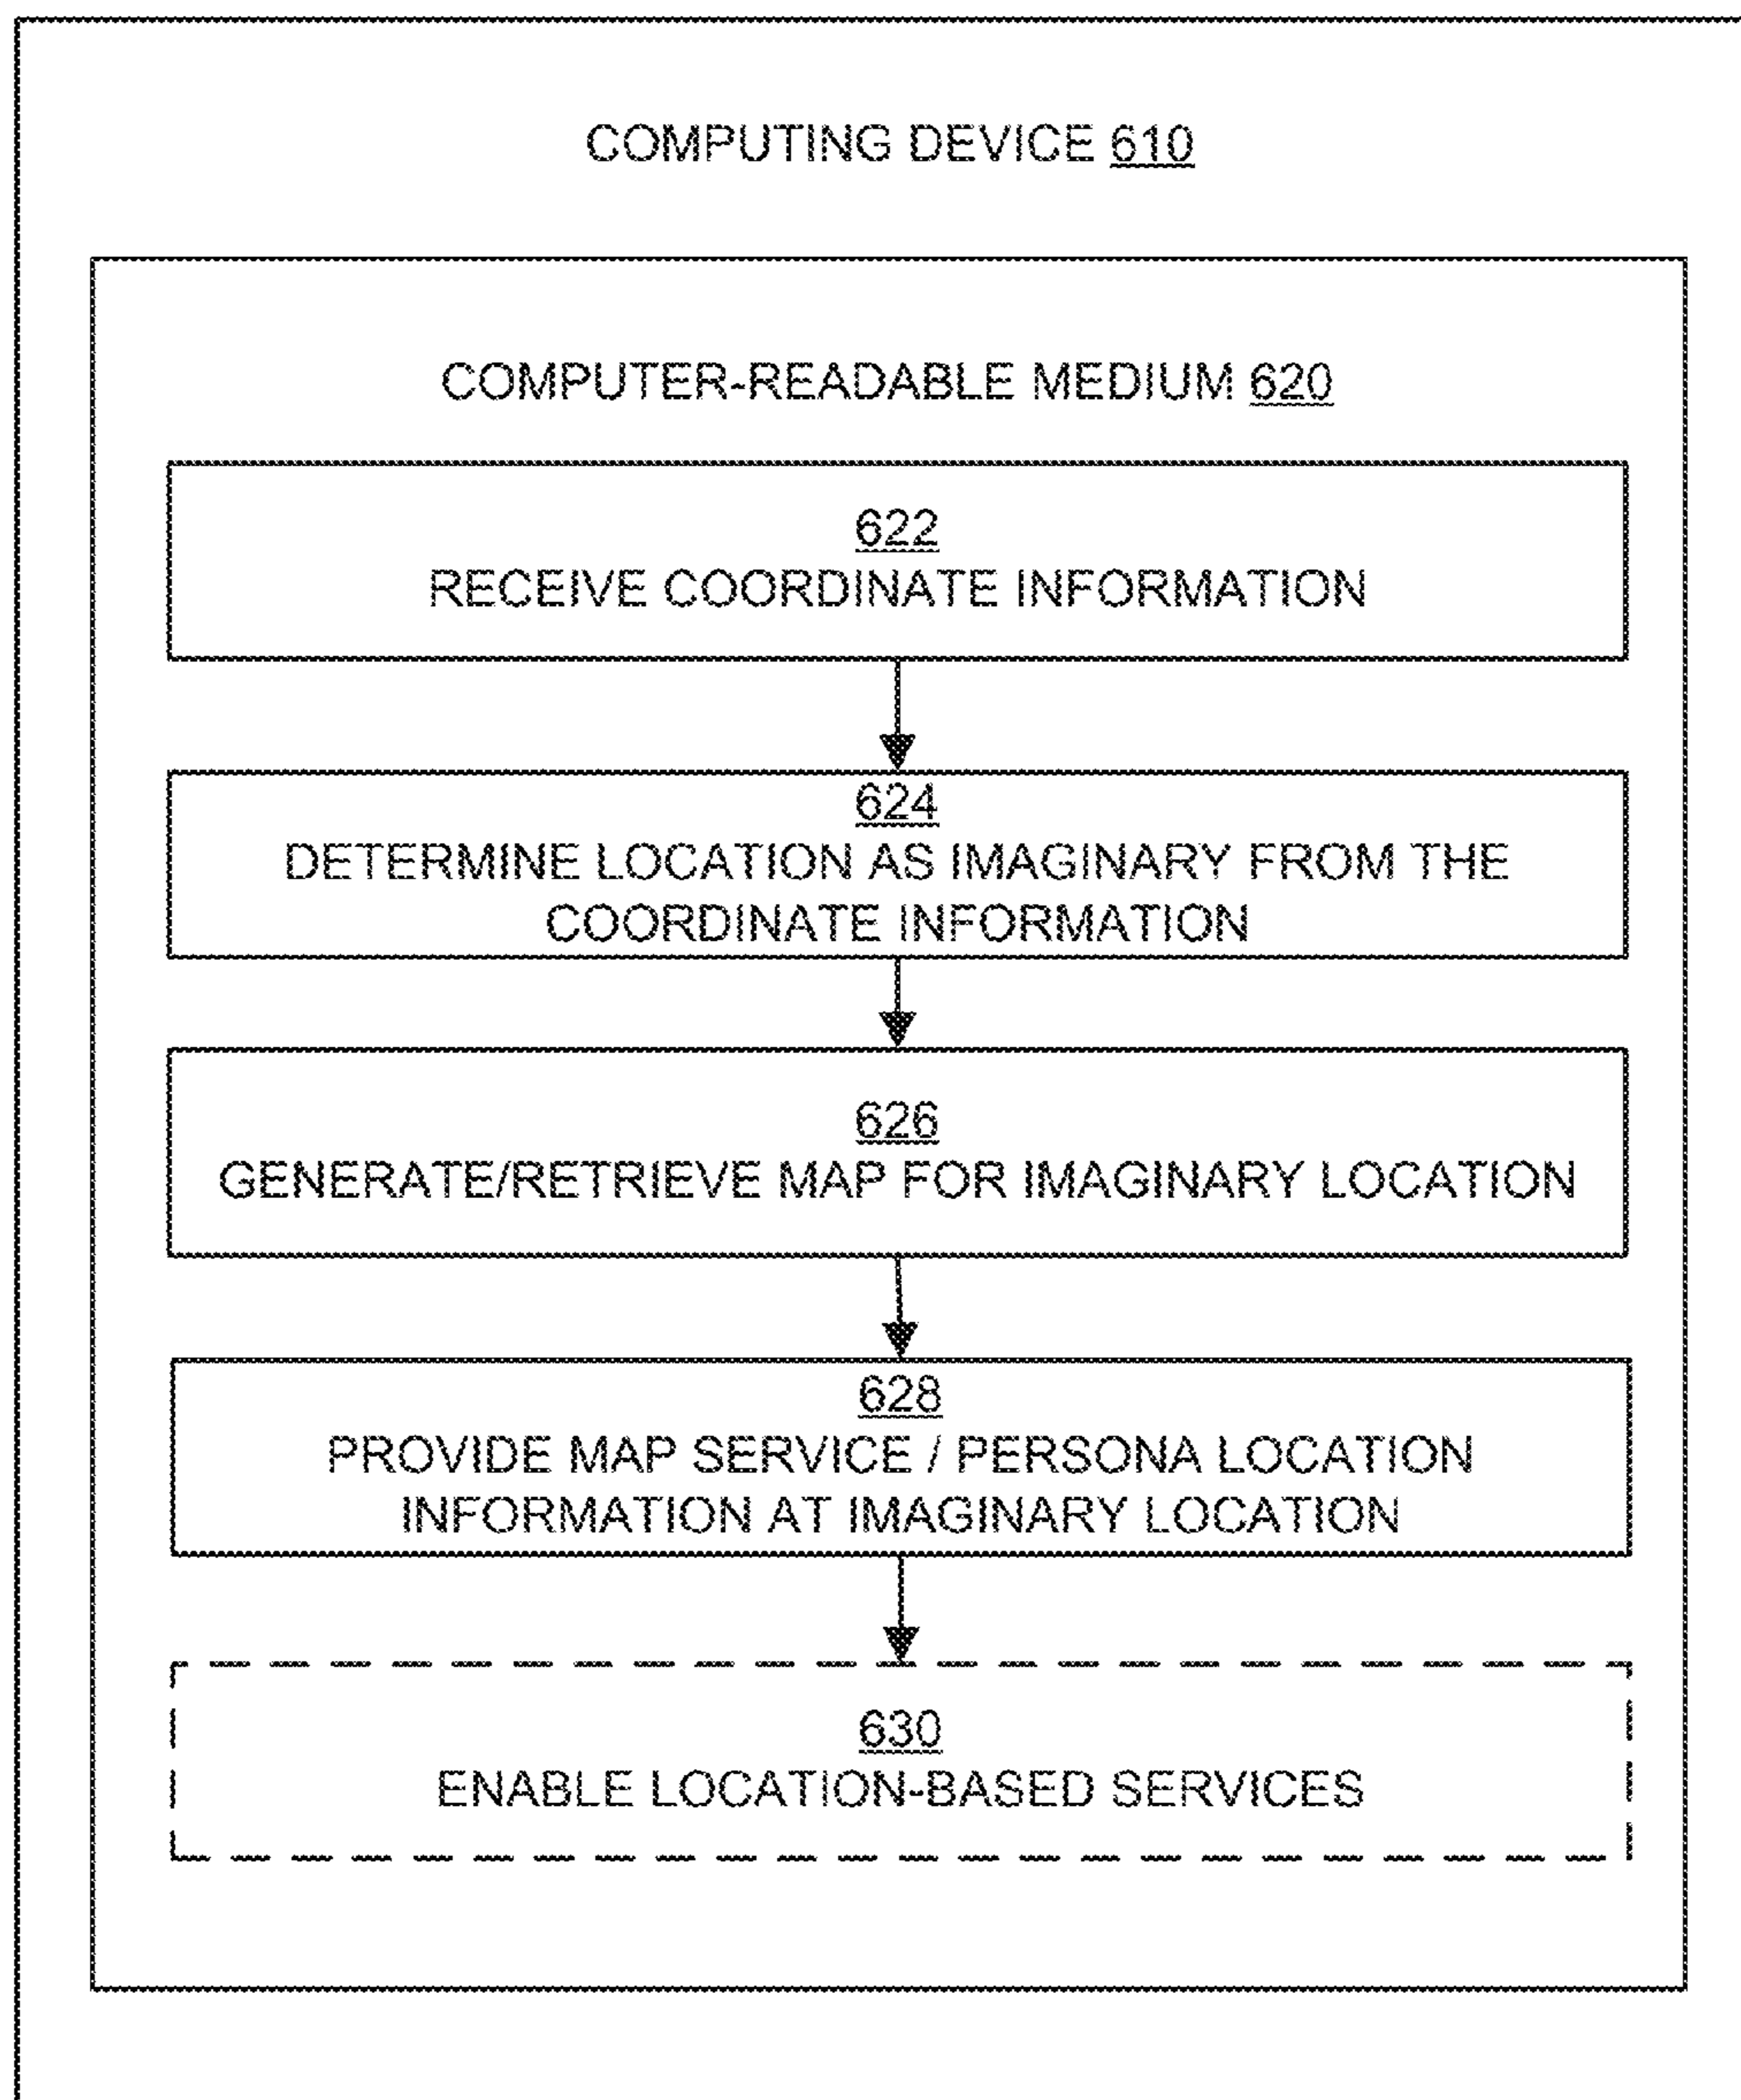 COMPUTING DEVICE 610
COMPUTER-READABLE MEDIUM 620
622
RECEIVE COORDINATE INFORMATION
624
DETERMINE LOCATION AS IMAGINARY FROM THE
COORDINATE INFORMATION
626
GENERATE/RETRIEVE MAP FOR IMAGINARY LOCATION
628
PROVIDE MAP SERVICE / PERSONA LOCATION
INFORMATION AT IMAGINARY LOCATION
630
ENABLE LOCATION-BASED SERVICES